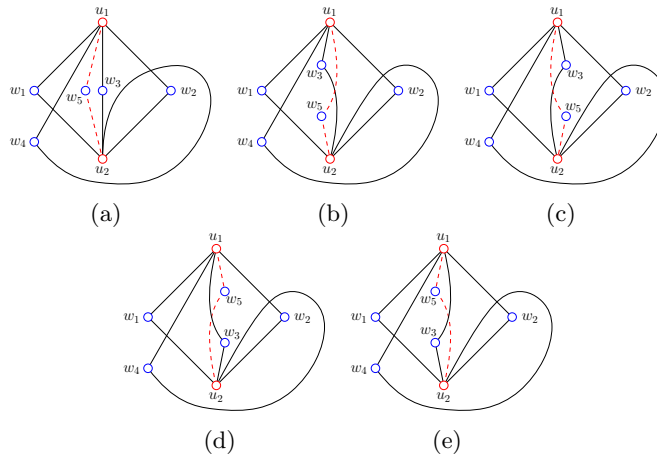 u₁ u₁ u₁
w₃ w₃
w₁ w₅ w₃ w₂ w₁ w₂ w₁ w₂
w₅ w₅
w₄ w₄ w₄
u₂ u₂ u₂
(a) (b) (c)
u₁ u₁
w₅ w₅
w₁ w₂ w₁ w₂
w₃ w₃
w₄ w₄
u₂ u₂
(d) (e)